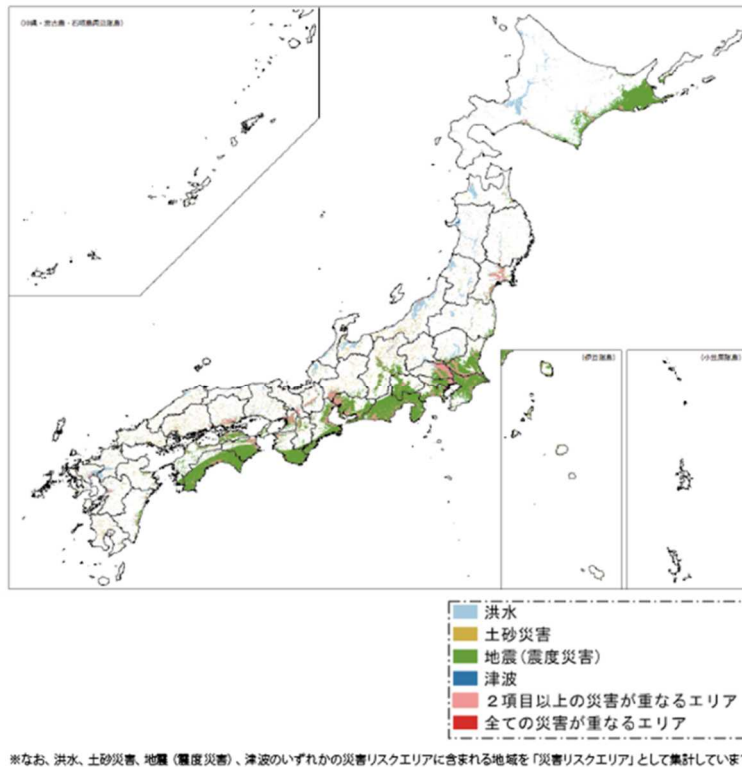 (沖縄・宮古島・石垣島周辺諸島)
(伊豆諸島)
(小笠原諸島)
洪水
土砂災害
地震(震度災害)
津波
２項目以上の災害が重なるエリア
全ての災害が重なるエリア
※なお、洪水、土砂災害、地震（震度災害）、津波のいずれかの災害リスクエリアに含まれる地域を「災害リスクエリア」として集計していま